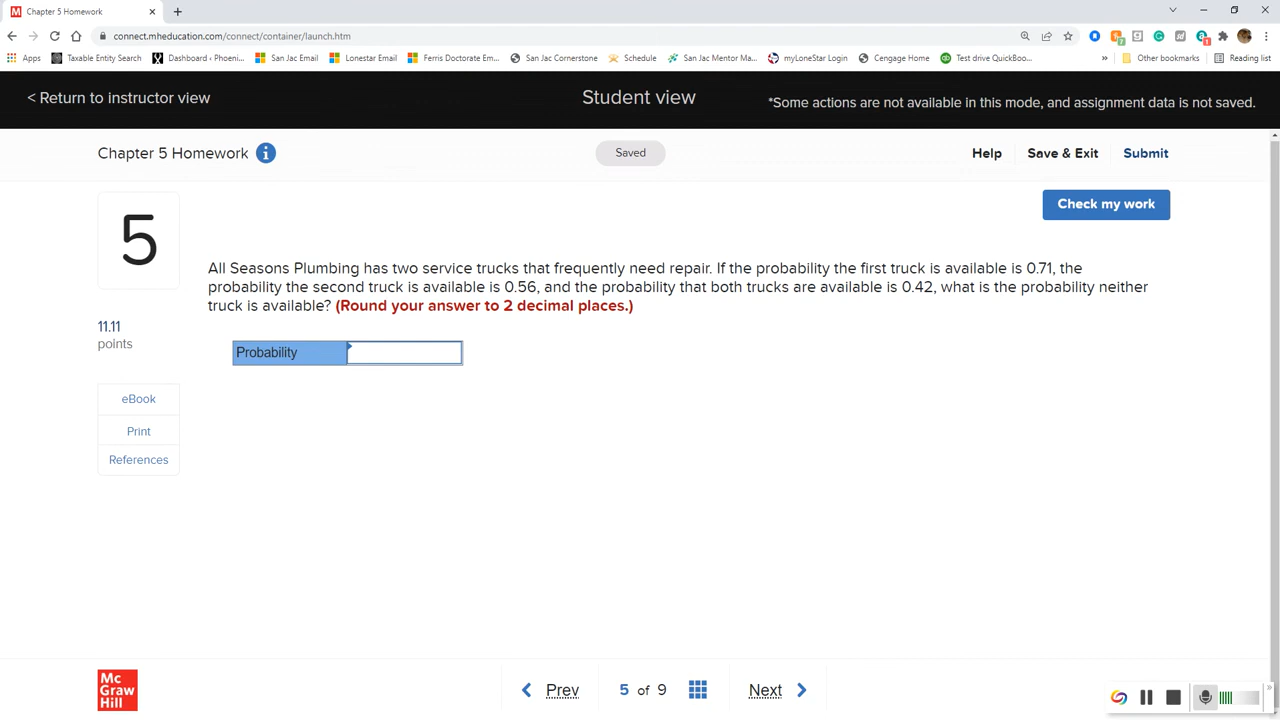 Chapter 5 Homework
connect.mheducation.com/connect/container/launch.htm
Apps Taxable Entity Search Dashboard ‹ Phoeni... San Jac Email Lonestar Email Ferris Doctorate Em... San Jac Cornerstone Schedule San Jac Mentor Ma... myLoneStar Login Cengage Home Test drive QuickBoo... » Other bookmarks Reading list
< Return to instructor view Student view *Some actions are not available in this mode, and assignment data is not saved.
Chapter 5 Homework i Saved Help Save & Exit Submit
Check my work
5
All Seasons Plumbing has two service trucks that frequently need repair. If the probability the first truck is available is 0.71, the
probability the second truck is available is 0.56, and the probability that both trucks are available is 0.42, what is the probability neither
truck is available? (Round your answer to 2 decimal places.)
11.11
points
Probability
eBook
Print
References
Mc
Graw
Hill
Prev 5 of 9 Next